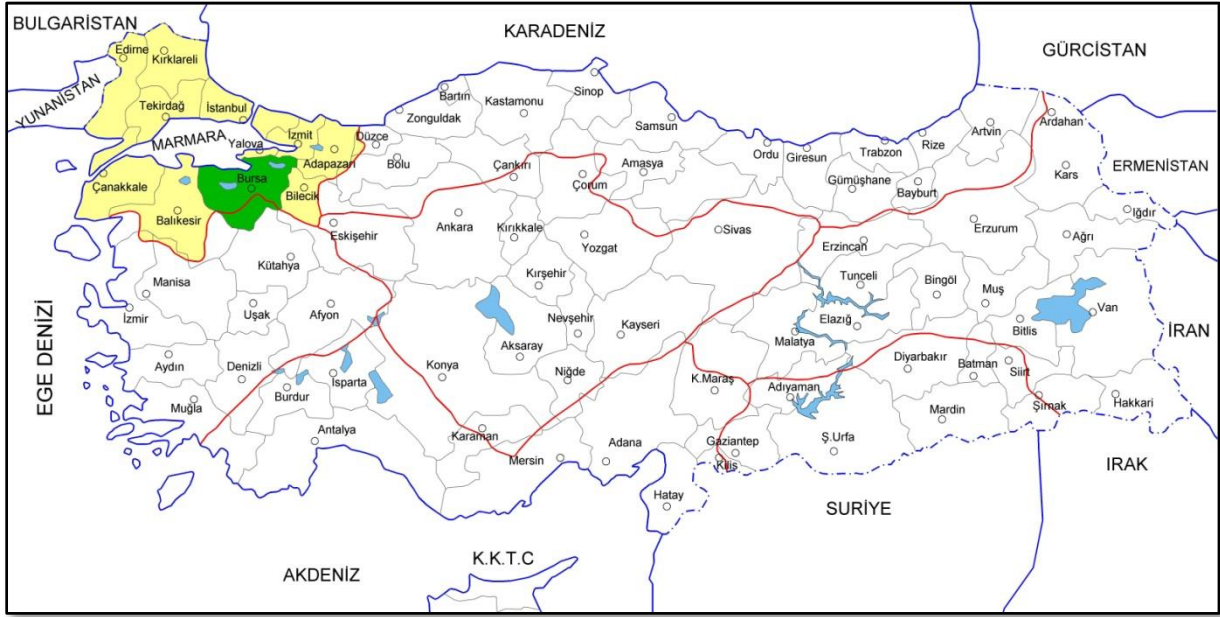 BULGARİSTAN
KARADENİZ
GÜRCİSTAN
YUNANİSTAN
Edirne
Kırklareli
Tekirdağ
İstanbul
MARMARA
Yalova
İzmit
Adapazarı
Düzce
Bolu
Zonguldak
Bartın
Kastamonu
Sinop
Samsun
Çankırı
Amasya
Çorum
Ordu
Giresun
Trabzon
Rize
Artvin
Ardahan
Gümüşhane
Bayburt
Kars
ERMENİSTAN
Iğdır
Çanakkale
Balıkesir
Bursa
Bilecik
Eskişehir
Ankara
Kırıkkale
Yozgat
Sivas
Erzincan
Erzurum
Ağrı
Kütahya
Manisa
İzmir
Uşak
Afyon
Kırşehir
Nevşehir
Kayseri
Tunceli
Bingöl
Muş
Elazığ
Malatya
Bitlis
Van
İRAN
EGE DENİZİ
Aydın
Denizli
Muğla
Burdur
Isparta
Antalya
Konya
Aksaray
Niğde
Karaman
Mersin
Adana
K.Maraş
Adıyaman
Gaziantep
Kilis
Ş.Urfa
Diyarbakır
Batman
Siirt
Mardin
Şırnak
Hakkari
Hatay
IRAK
SURİYE
AKDENİZ
K.K.T.C